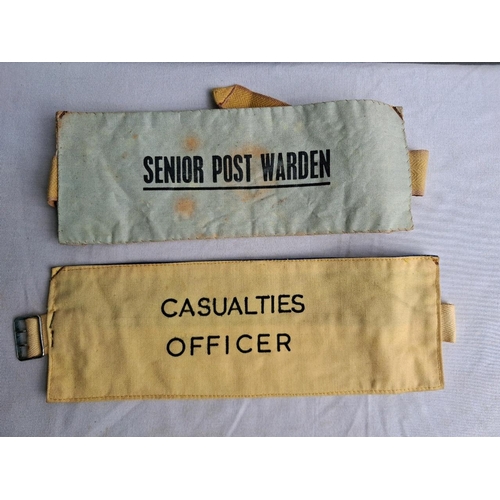 SENIOR POST WARDEN
CASUALTIES
OFFICER